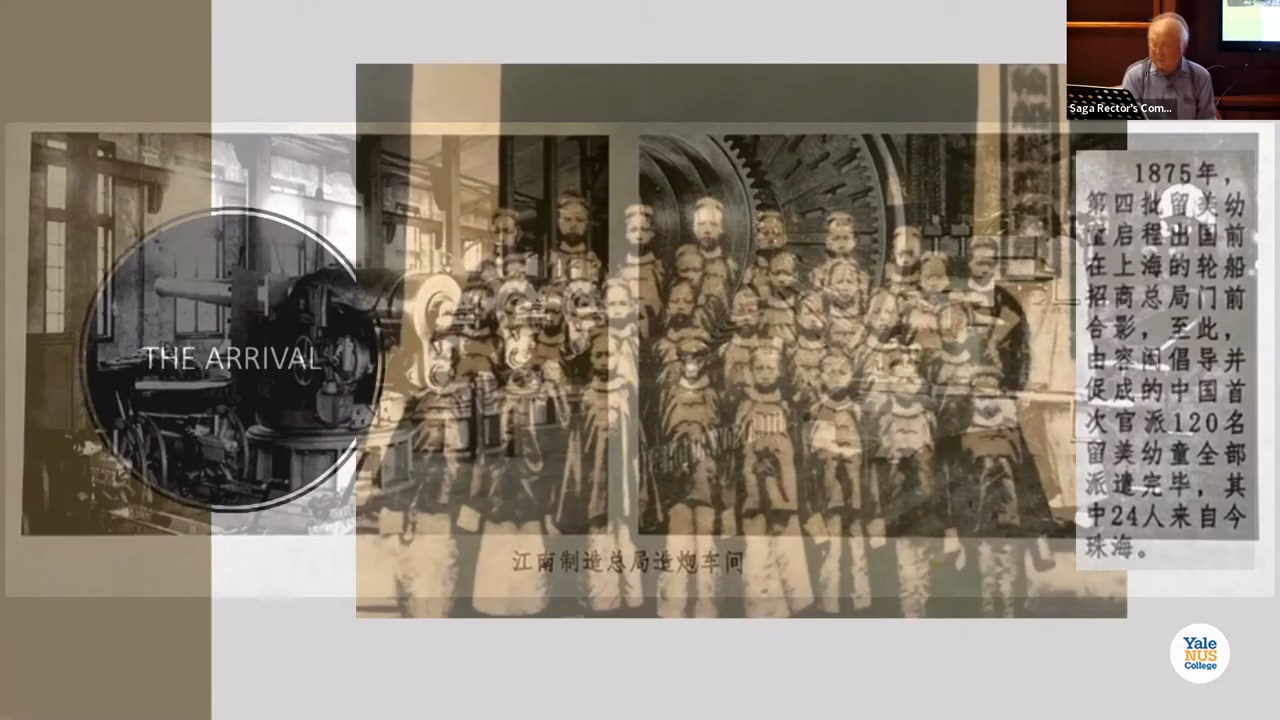 Saga Rector's Com...
THE ARRIVAL
1875年，
第四批留美幼
童启程出国前
在上海的轮船
招商总局门前
合影，至此，
由容闳倡导并
促成的中国首
次官派120名
留美幼童全部
派遣完毕，其
中24人来自今
珠海。
江南制造总局造炮车间
Yale
NUS
College